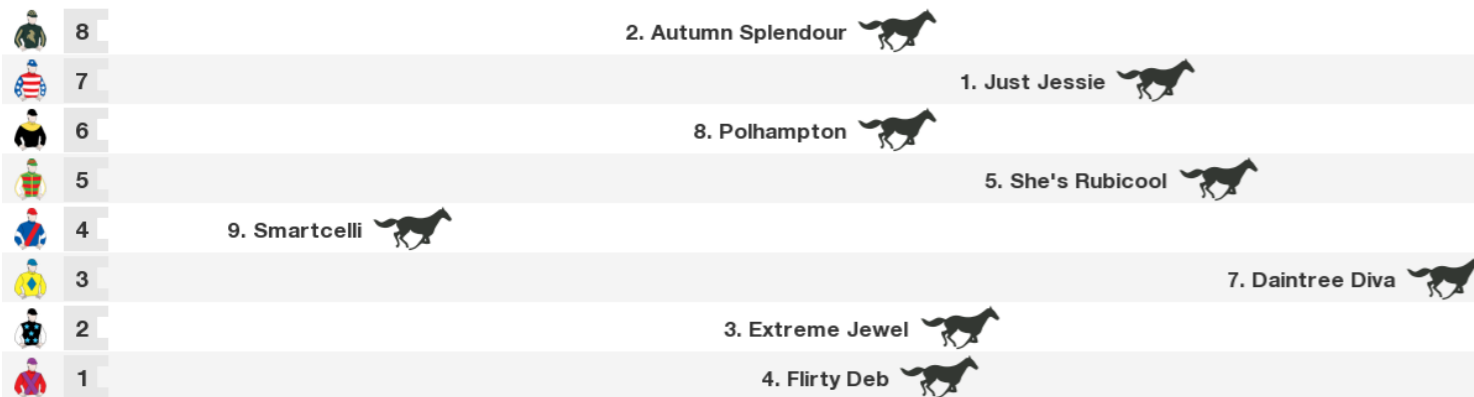 8 2. Autumn Splendour
7 1. Just Jessie
6 8. Polhampton
5 5. She's Rubicool
4 9. Smartcelli
3 7. Daintree Diva
2 3. Extreme Jewel
1 4. Flirty Deb